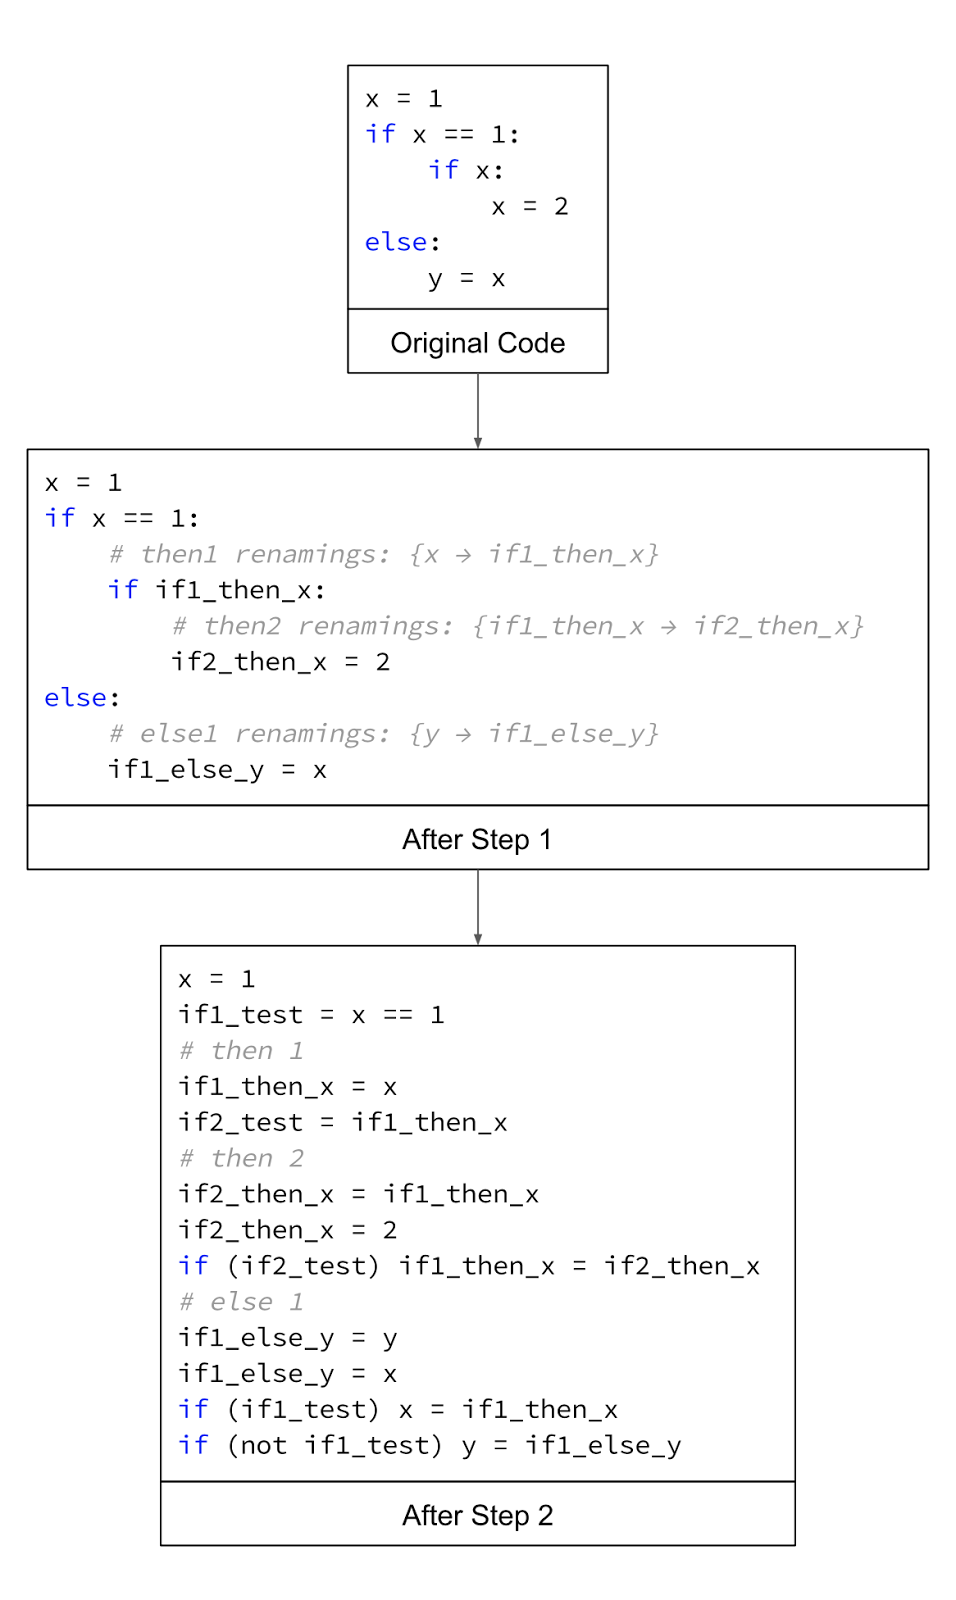 x = 1
if x == 1:
    if x:
        x = 2
else:
    y = x
Original Code
x = 1
if x == 1:
    # then1 renamings: {x → if1_then_x}
    if if1_then_x:
        # then2 renamings: {if1_then_x → if2_then_x}
        if2_then_x = 2
else:
    # else1 renamings: {y → if1_else_y}
    if1_else_y = x
After Step 1
x = 1
if1_test = x == 1
# then 1
if1_then_x = x
if2_test = if1_then_x
# then 2
if2_then_x = if1_then_x
if2_then_x = 2
if (if2_test) if1_then_x = if2_then_x
# else 1
if1_else_y = y
if1_else_y = x
if (if1_test) x = if1_then_x
if (not if1_test) y = if1_else_y
After Step 2